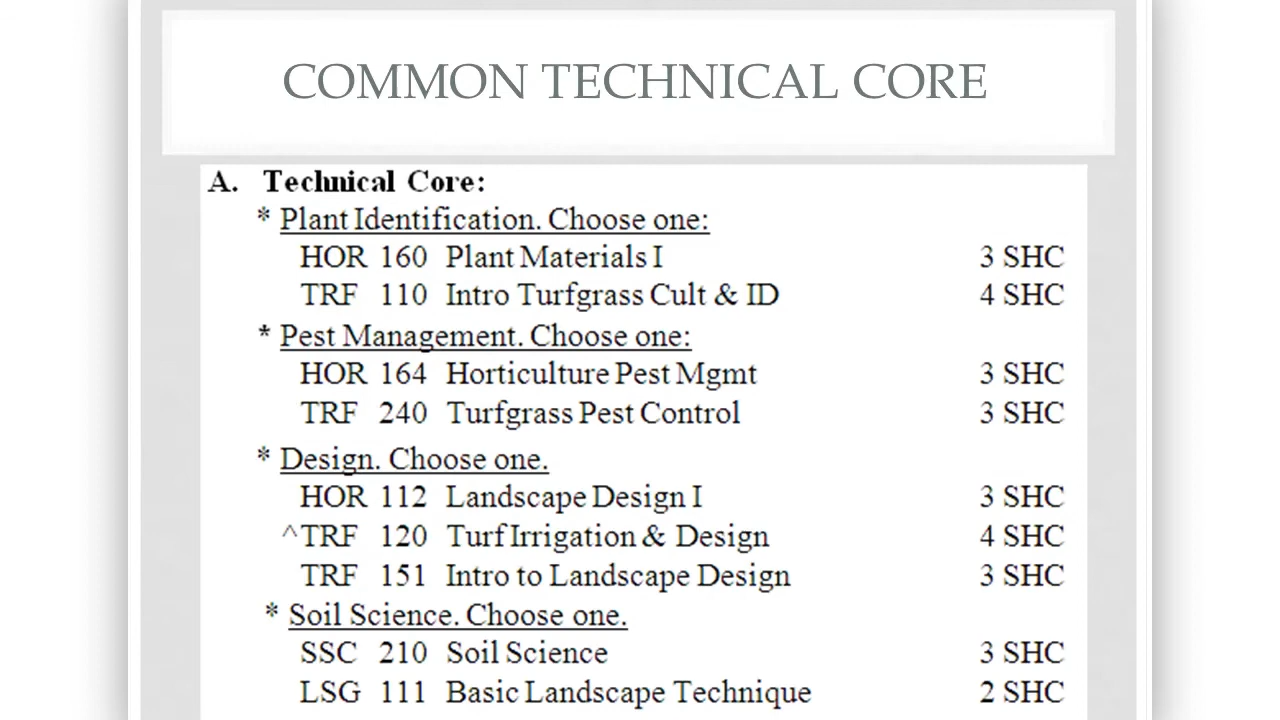 COMMON TECHNICAL CORE
A. Technical Core:
* Plant Identification. Choose one:
HOR 160 Plant Materials I 3 SHC
TRF 110 Intro Turfgrass Cult & ID 4 SHC
* Pest Management. Choose one:
HOR 164 Horticulture Pest Mgmt 3 SHC
TRF 240 Turfgrass Pest Control 3 SHC
* Design. Choose one.
HOR 112 Landscape Design I 3 SHC
^TRF 120 Turf Irrigation & Design 4 SHC
TRF 151 Intro to Landscape Design 3 SHC
* Soil Science. Choose one.
SSC 210 Soil Science 3 SHC
LSG 111 Basic Landscape Technique 2 SHC